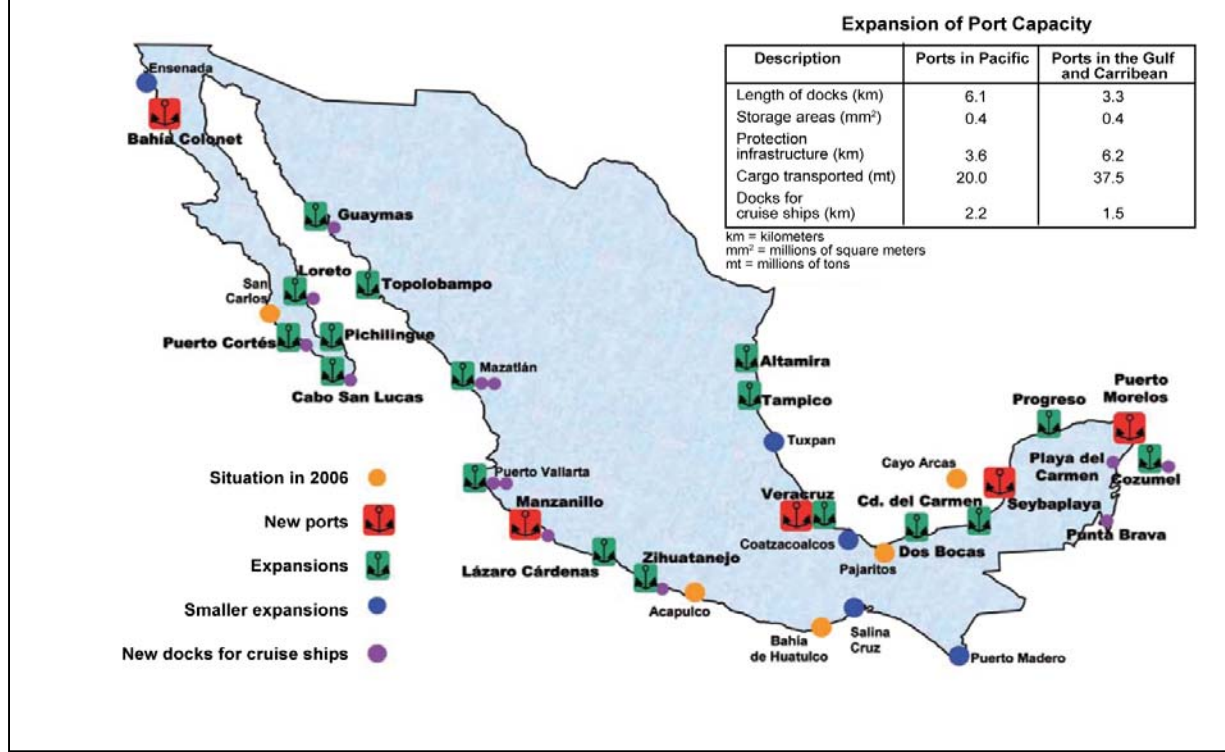 Expansion of Port Capacity
Description Ports in Pacific Ports in the Gulf
and Carribean
Length of docks (km) 6.1 3.3
Storage areas (mm²) 0.4 0.4
Protection
infrastructure (km) 3.6 6.2
Cargo transported (mt) 20.0 37.5
Docks for
cruise ships (km) 2.2 1.5
km = kilometers
mm² = millions of square meters
mt = millions of tons
Ensenada
Bahía Colonet
Guaymas
Loreto
Topolobampo
San
Carlos
Puerto Cortés
Pichilingue
Cabo San Lucas
Mazatlán
Puerto Vallarta
Manzanillo
Lázaro Cárdenas
Zihuatanejo
Acapulco
Bahía
de Huatulco
Salina
Cruz
Puerto Madero
Altamira
Tampico
Tuxpan
Veracruz
Coatzacoalcos
Pajaritos
Dos Bocas
Cd. del Carmen
Cayo Arcas
Seybaplaya
Progreso
Puerto
Morelos
Playa del
Carmen
Cozumel
Punta Brava
Situation in 2006
New ports
Expansions
Smaller expansions
New docks for cruise ships